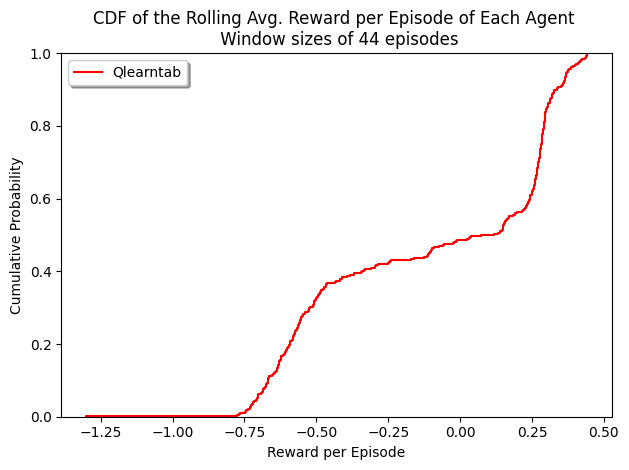 CDF of the Rolling Avg. Reward per Episode of Each Agent
Window sizes of 44 episodes
Qlearntab
Cumulative Probability
1.0
0.8
0.6
0.4
0.2
0.0
−1.25 −1.00 −0.75 −0.50 −0.25 0.00 0.25 0.50
Reward per Episode